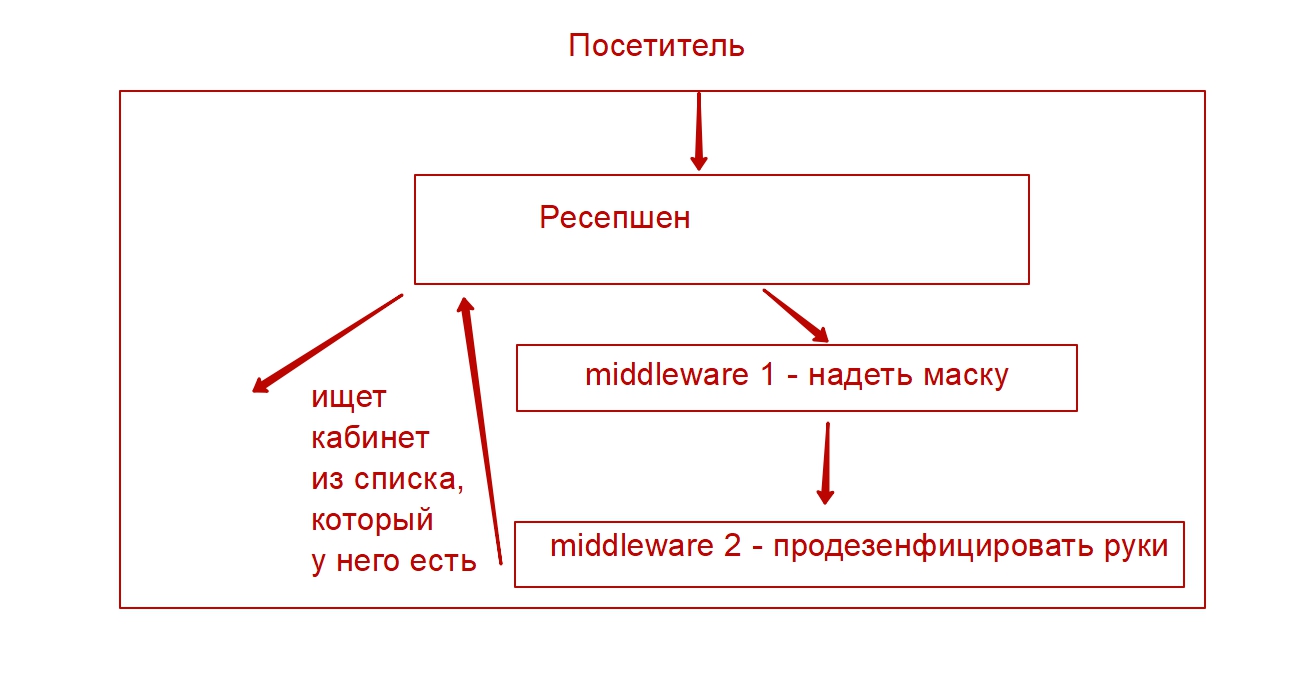 Посетитель
Ресепшен
middleware 1 - надеть маску
ищет
кабинет
из списка,
который
у него есть
middleware 2 - продезенфицировать руки